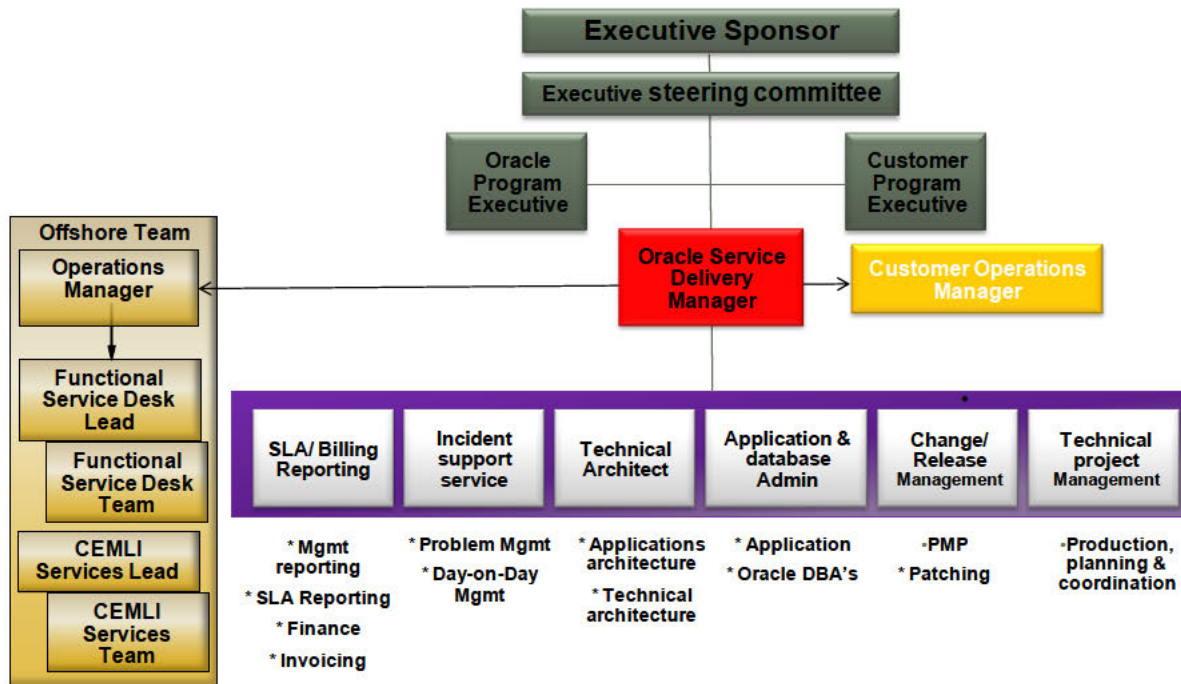 Executive Sponsor
Executive steering committee
Oracle
Program
Executive
Customer
Program
Executive
Offshore Team
Operations
Manager
Oracle Service
Delivery
Manager
Customer Operations
Manager
Functional
Service Desk
Lead
Functional
Service Desk
Team
CEMLI
Services Lead
CEMLI
Services
Team
SLA/ Billing
Reporting
Incident
support
service
Technical
Architect
Application &
database
Admin
Change/
Release
Management
Technical
project
Management
* Mgmt
reporting
* SLA Reporting
* Finance
* Invoicing
* Problem Mgmt
* Day-on-Day
Mgmt
* Applications
architecture
* Technical
architecture
* Application
* Oracle DBA's
•PMP
* Patching
•Production,
planning &
coordination